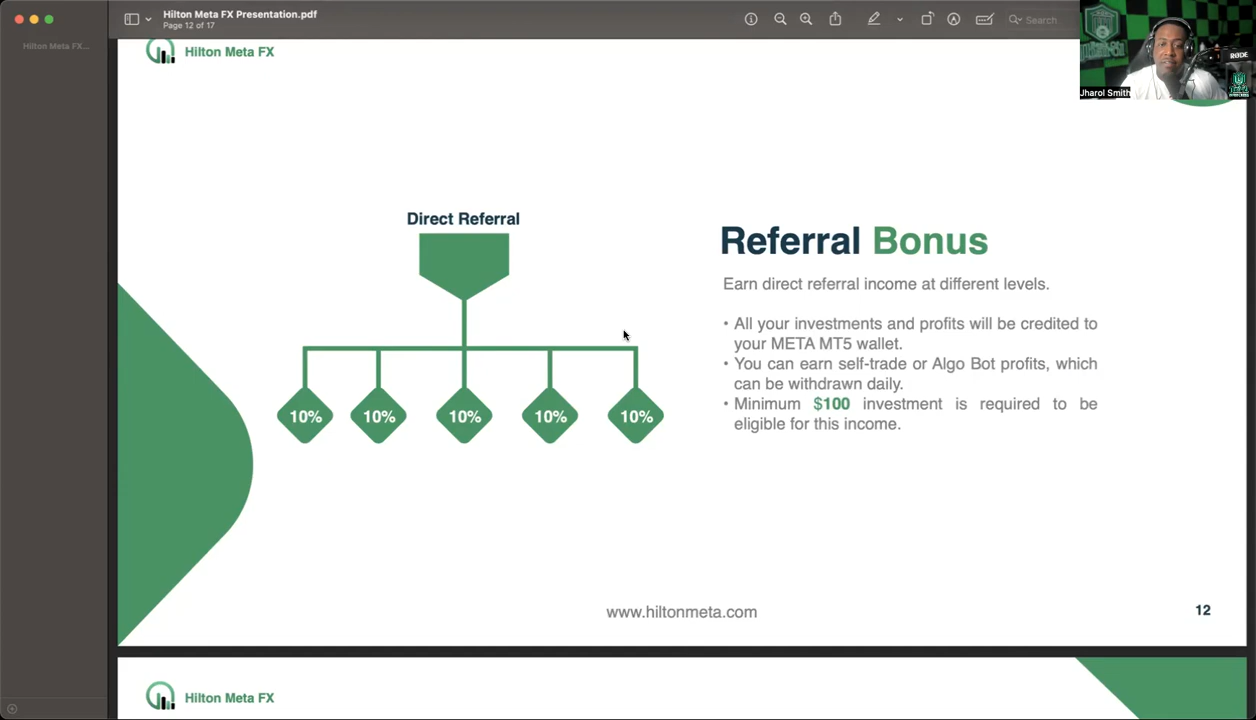 Hilton Meta FX Presentation.pdf
Page 12 of 17
Search
Hilton Meta FX...
Hilton Meta FX
RØDE
Jharol Smith
Direct Referral
10% 10% 10% 10% 10%
Referral Bonus
Earn direct referral income at different levels.
• All your investments and profits will be credited to
your META MT5 wallet.
• You can earn self-trade or Algo Bot profits, which
can be withdrawn daily.
• Minimum $100 investment is required to be
eligible for this income.
www.hiltonmeta.com
12
Hilton Meta FX